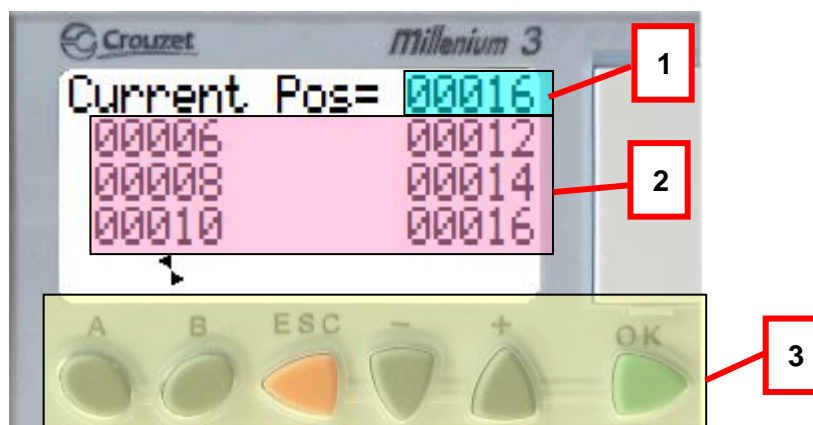 Crouzet Millenium 3
Current Pos= 00016
1
00006 00012
00008 00014
2
00010 00016
A B ESC - + OK
3